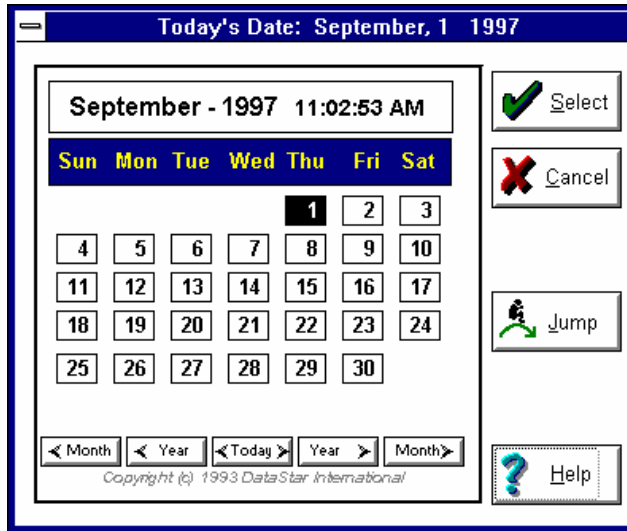 Today's Date: September, 1 1997
September - 1997 11:02:53 AM
Sun Mon Tue Wed Thu Fri Sat
1 2 3
4 5 6 7 8 9 10
11 12 13 14 15 16 17
18 19 20 21 22 23 24
25 26 27 28 29 30
Month Year Today Year Month
Copyright (c) 1993 DataStar International
Select
Cancel
Jump
Help